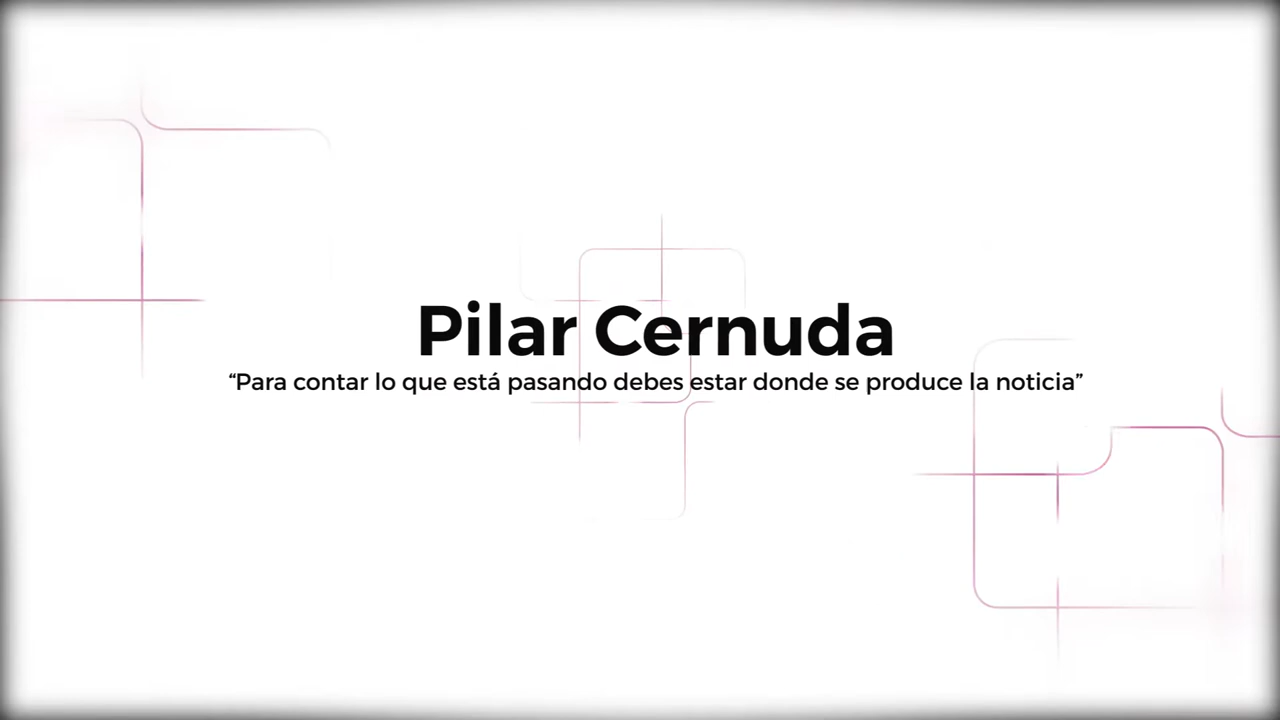 Pilar Cernuda
“Para contar lo que está pasando debes estar donde se produce la noticia”